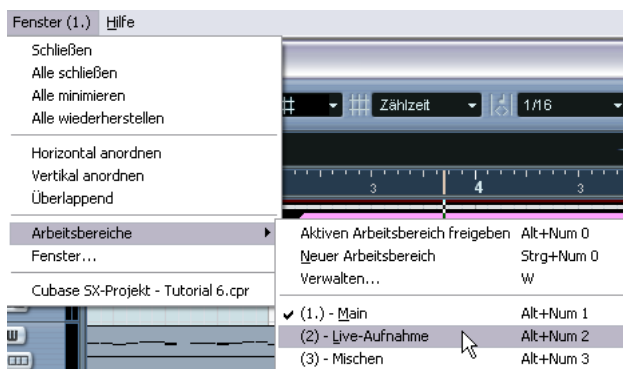 Fenster (1.) Hilfe
Schließen
Alle schließen
Alle minimieren
Alle wiederherstellen
Zählzeit 1/16
Horizontal anordnen
Vertikal anordnen
Überlappend
3 4 3
Arbeitsbereiche
Fenster...
Cubase SX-Projekt - Tutorial 6.cpr
Aktiven Arbeitsbereich freigeben Alt+Num 0
Neuer Arbeitsbereich Strg+Num 0
Verwalten... W
(1.) - Main Alt+Num 1
(2) - Live-Aufnahme Alt+Num 2
(3) - Mischen Alt+Num 3